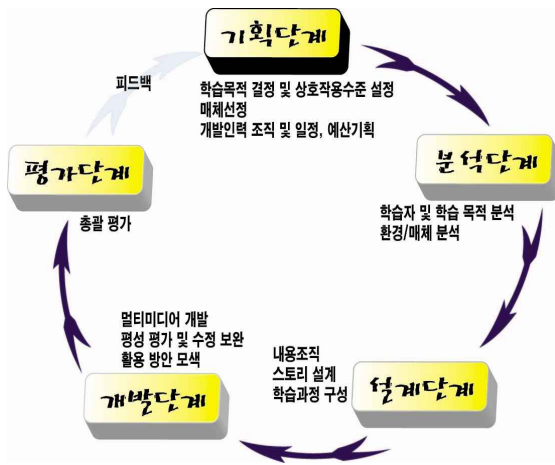 기획단계
학습목적 결정 및 상호작용수준 설정
매체선정
개발인력 조직 및 일정, 예산기획
분석단계
학습자 및 학습 목적 분석
환경/매체 분석
설계단계
내용조직
스토리 설계
학습과정 구성
개발단계
멀티미디어 개발
평성 평가 및 수정 보완
활용 방안 모색
평가단계
총괄 평가
피드백